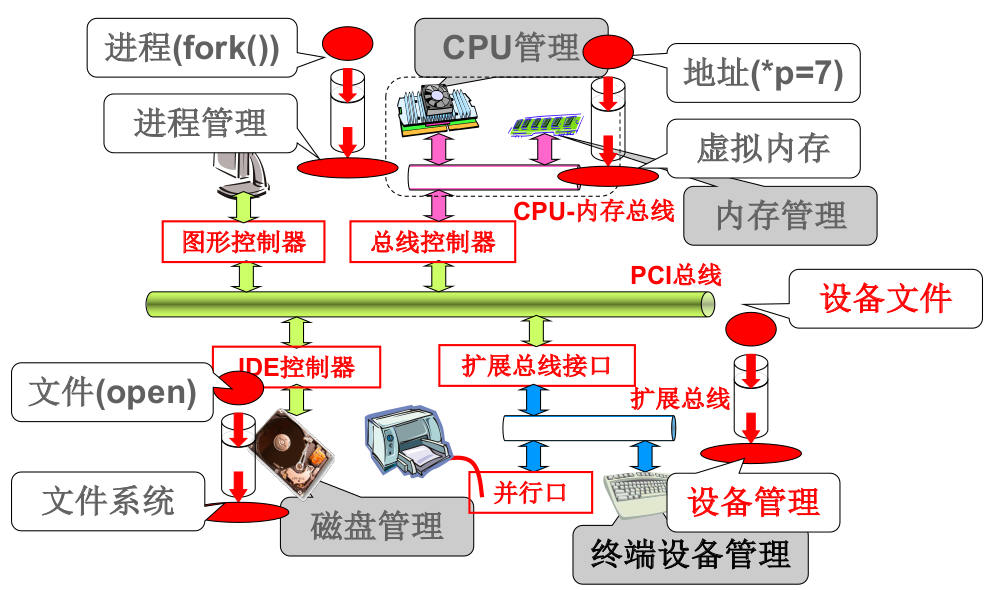 进程(fork())
CPU管理
地址(*p=7)
进程管理
虚拟内存
CPU-内存总线
内存管理
图形控制器
总线控制器
PCI总线
设备文件
IDE控制器
扩展总线接口
文件(open)
扩展总线
文件系统
磁盘管理
并行口
设备管理
终端设备管理